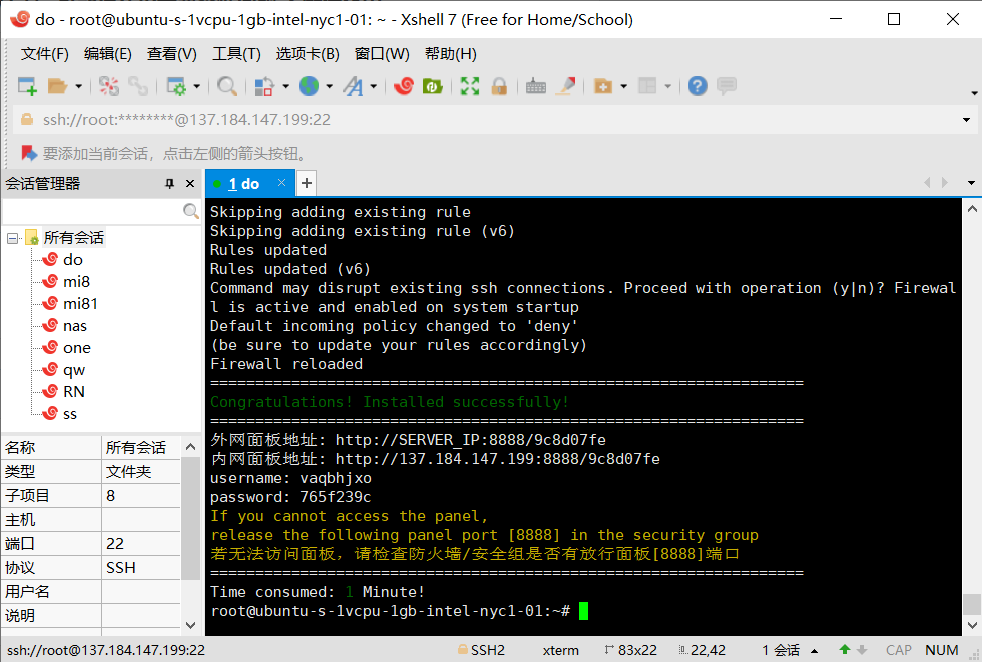 do - root@ubuntu-s-1vcpu-1gb-intel-nyc1-01: ~ - Xshell 7 (Free for Home/School)
文件(F) 编辑(E) 查看(V) 工具(T) 选项卡(B) 窗口(W) 帮助(H)
ssh://root:********@137.184.147.199:22
要添加当前会话，点击左侧的箭头按钮。
会话管理器
1 do
所有会话
do
mi8
mi81
nas
one
qw
RN
ss
名称 所有会话
类型 文件夹
子项目 8
主机
端口 22
协议 SSH
用户名
说明
Skipping adding existing rule
Skipping adding existing rule (v6)
Rules updated
Rules updated (v6)
Command may disrupt existing ssh connections. Proceed with operation (y|n)? Firewal
l is active and enabled on system startup
Default incoming policy changed to 'deny'
(be sure to update your rules accordingly)
Firewall reloaded
==================================================================
Congratulations! Installed successfully!
==================================================================
外网面板地址: http://SERVER_IP:8888/9c8d07fe
内网面板地址: http://137.184.147.199:8888/9c8d07fe
username: vaqbhjxo
password: 765f239c
If you cannot access the panel,
release the following panel port [8888] in the security group
若无法访问面板，请检查防火墙/安全组是否有放行面板[8888]端口
==================================================================
Time consumed: 1 Minute!
root@ubuntu-s-1vcpu-1gb-intel-nyc1-01:~#
ssh://root@137.184.147.199:22 SSH2 xterm 83x22 22,42 1 会话 CAP NUM